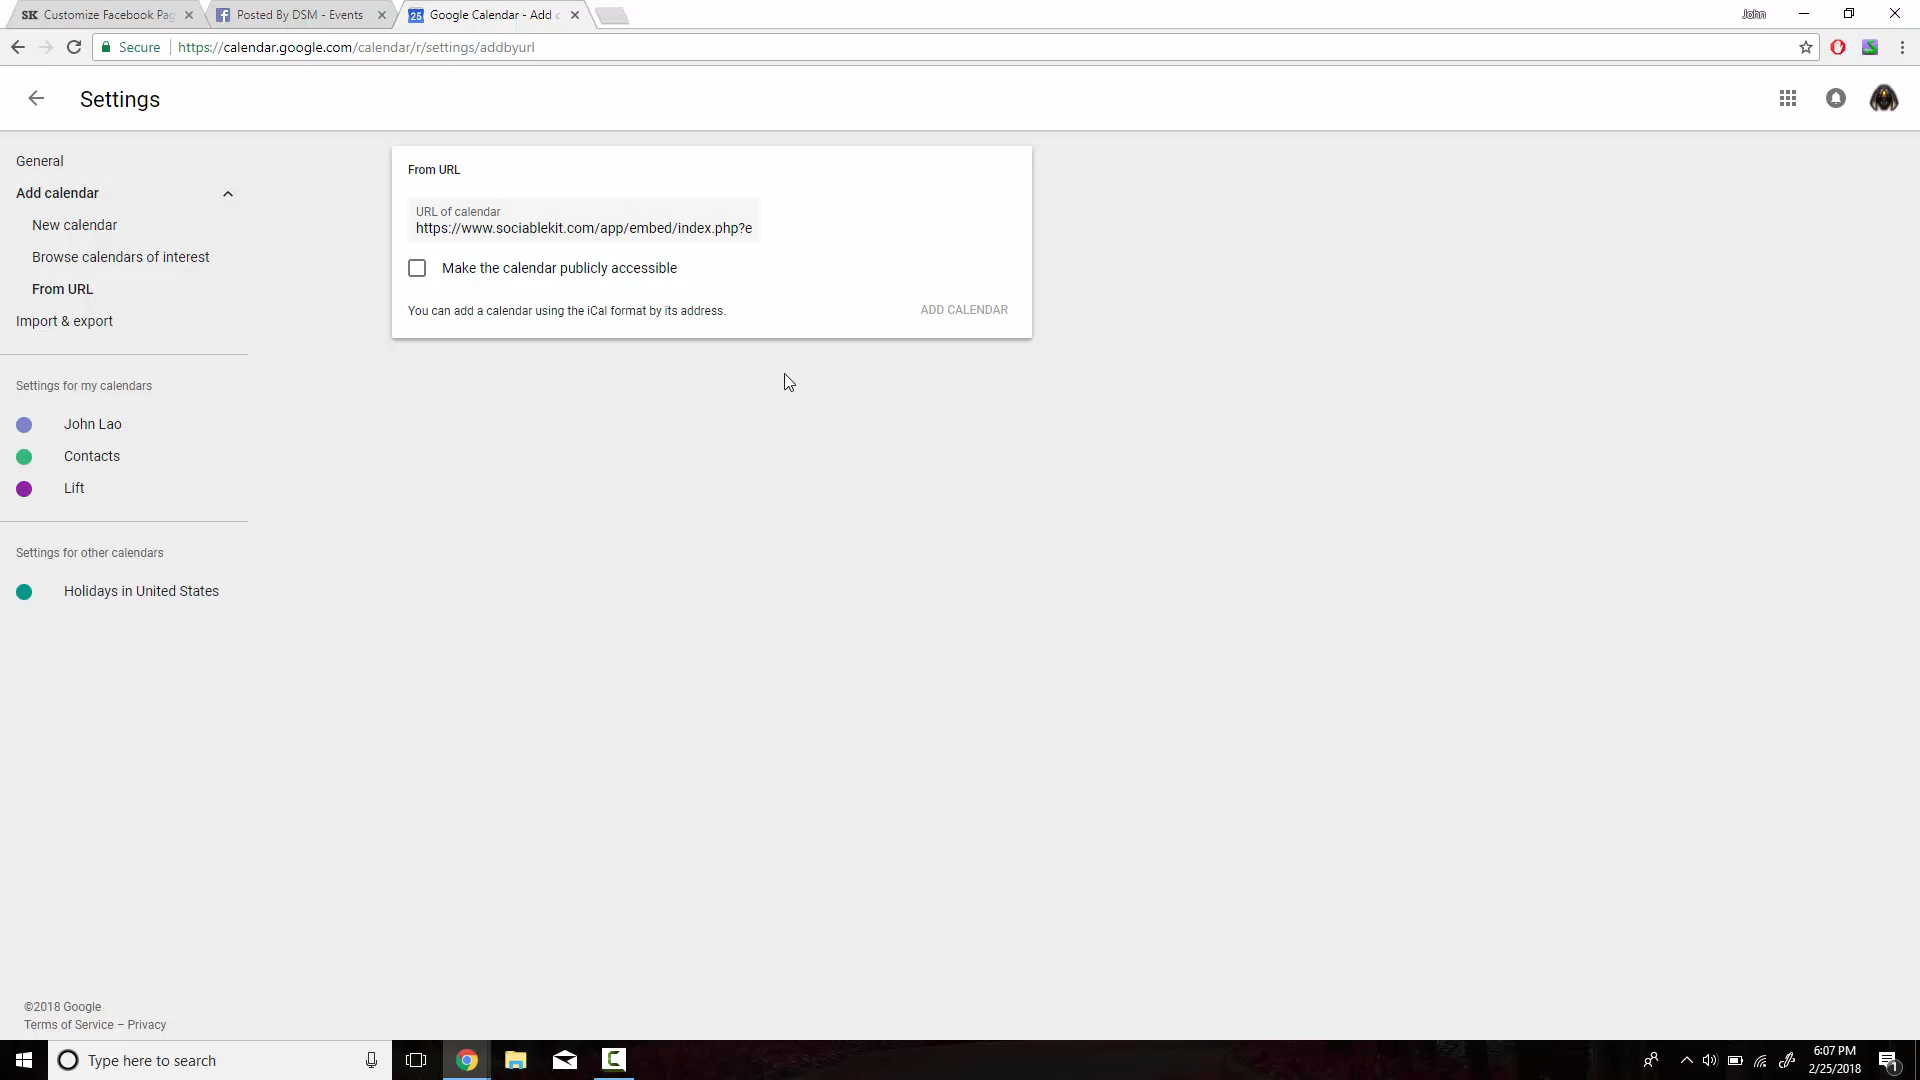 SK Customize Facebook Pag
Posted By DSM - Events
25 Google Calendar - Add c
John
Secure https://calendar.google.com/calendar/r/settings/addbyurl
Settings
General
Add calendar
New calendar
Browse calendars of interest
From URL
Import & export
Settings for my calendars
John Lao
Contacts
Lift
Settings for other calendars
Holidays in United States
From URL
URL of calendar
https://www.sociablekit.com/app/embed/index.php?e
Make the calendar publicly accessible
You can add a calendar using the iCal format by its address.
ADD CALENDAR
©2018 Google
Terms of Service – Privacy
Type here to search
6:07 PM
2/25/2018
1